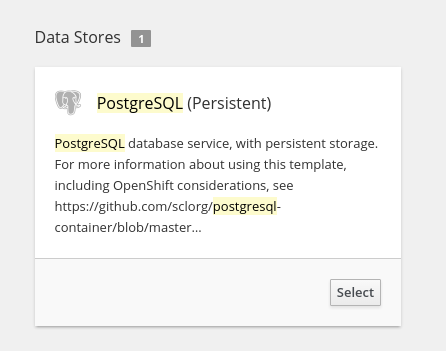 Data Stores 1
PostgreSQL (Persistent)
PostgreSQL database service, with persistent storage.
For more information about using this template,
including OpenShift considerations, see
https://github.com/sclorg/postgresql-
container/blob/master...
Select